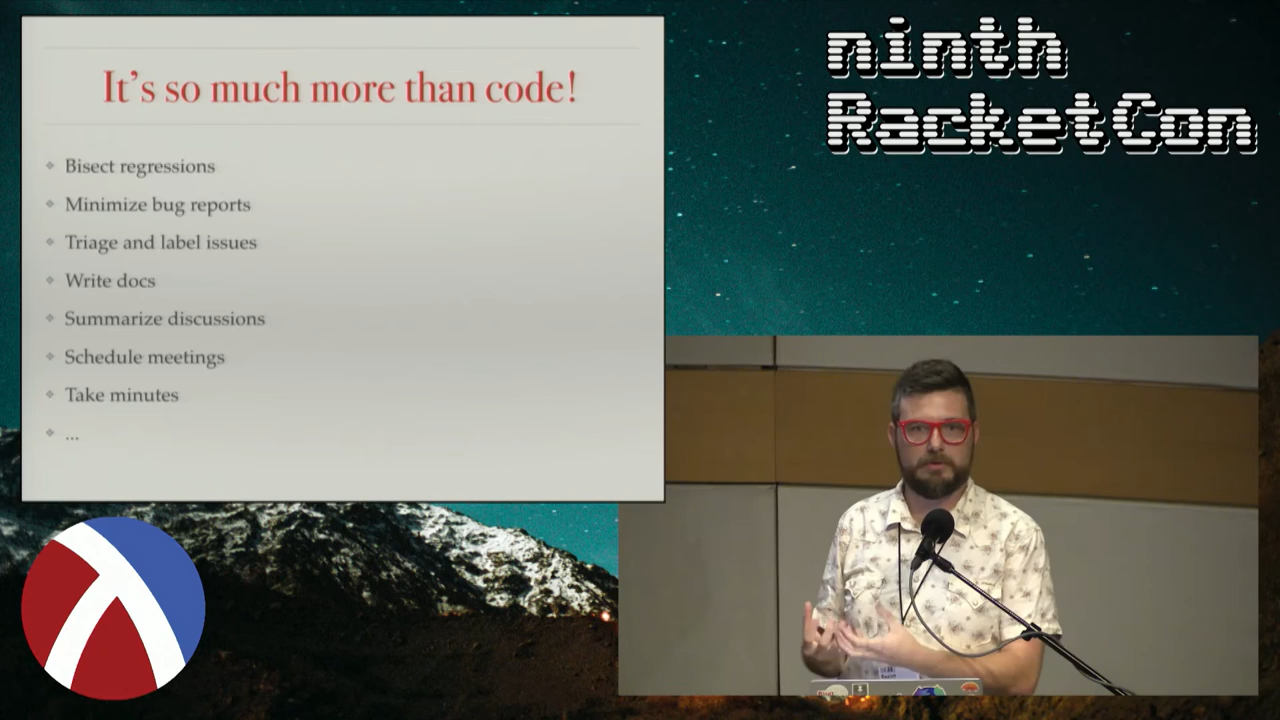 It's so much more than code!
Bisect regressions
Minimize bug reports
Triage and label issues
Write docs
Summarize discussions
Schedule meetings
Take minutes
...
ninth
RacketCon